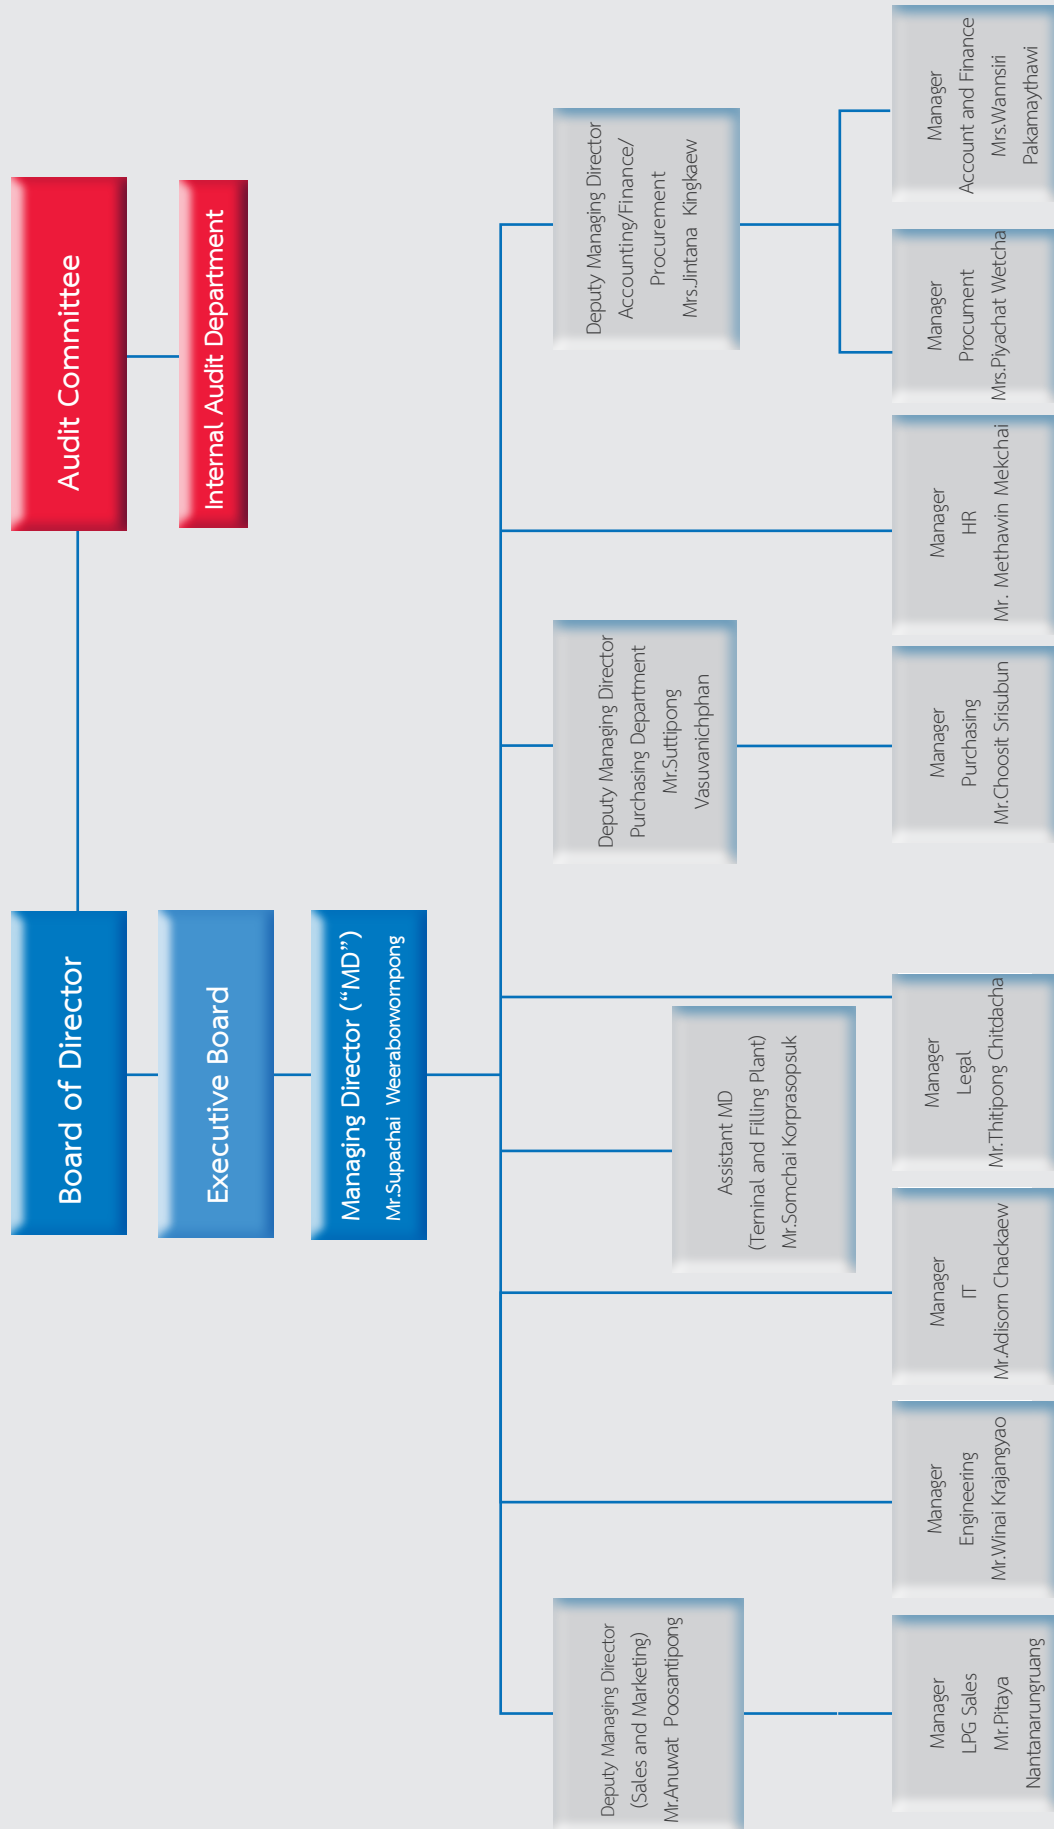 Board of Director
Audit Committee
Executive Board
Internal Audit Department
Managing Director (“MD”)
Mr.Supachai Weeraborwornpong
Deputy Managing Director
(Sales and Marketing)
Mr.Anuwat Poosantipong
Assistant MD
(Terninal and Filling Plant)
Mr.Somchai Korprasopsuk
Deputy Managing Director
Purchasing Department
Mr.Suttipong
Vasuvanichphan
Deputy Managing Director
Accounting/Finance/
Procurement
Mrs.Jintana Kingkaew
Manager
LPG Sales
Mr.Pitaya
Nantanarungruang
Manager
Engineering
Mr.Winai Krajangyao
Manager
IT
Mr.Adisorn Chackaew
Manager
Legal
Mr.Thitipong Chitdacha
Manager
Purchasing
Mr.Choosit Srisubun
Manager
HR
Mr. Methawin Mekchai
Manager
Procument
Mrs.Piyachat Wetcha
Manager
Account and Finance
Mrs.Wannsiri
Pakamaythawi